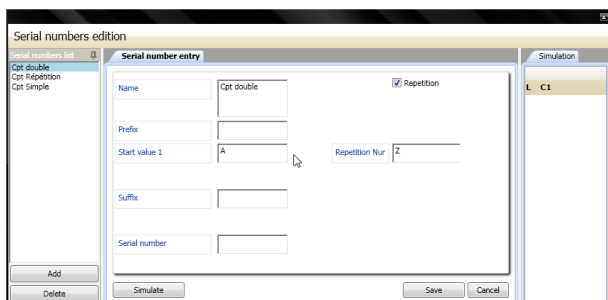 Serial numbers edition
Serial numbers list
Cpt double
Cpt Répétition
Cpt Simple
Add
Delete
Serial number entry
Name
Cpt double
Repetition
Prefix
Start value 1
A
Repetition Nur
Z
Suffix
Serial number
Simulate
Save
Cancel
Simulation
L C1